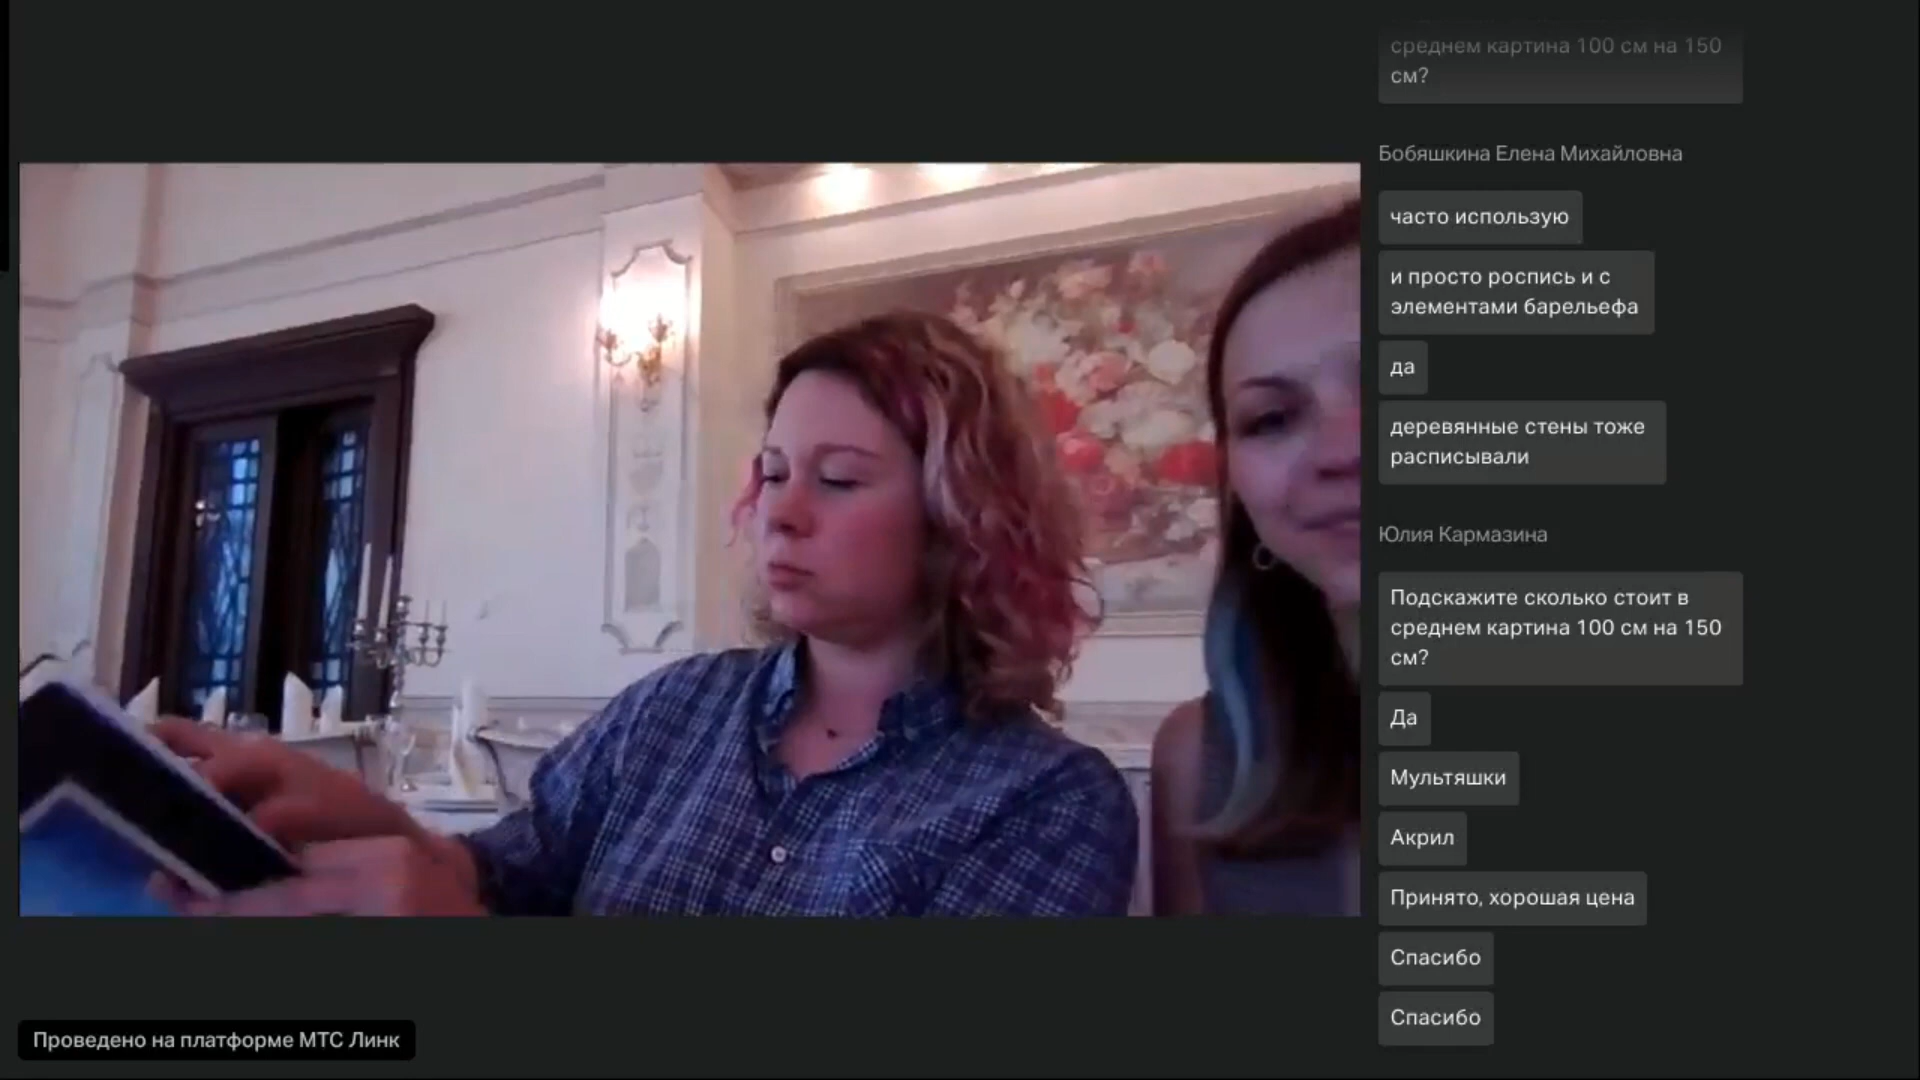 среднем картина 100 см на 150
см?
Бобяшкина Елена Михайловна
часто использую
и просто роспись и с
элементами барельефа
да
деревянные стены тоже
расписывали
Юлия Кармазина
Подскажите сколько стоит в
среднем картина 100 см на 150
см?
Да
Мультяшки
Акрил
Принято, хорошая цена
Спасибо
Спасибо
Проведено на платформе МТС Линк